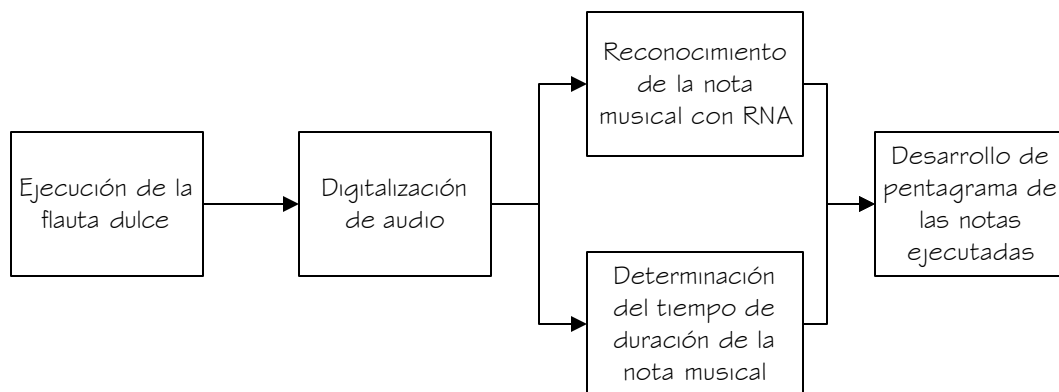 Ejecución de la
flauta dulce
Digitalización
de audio
Reconocimiento
de la nota
musical con RNA
Determinación
del tiempo de
duración de la
nota musical
Desarrollo de
pentagrama de
las notas
ejecutadas